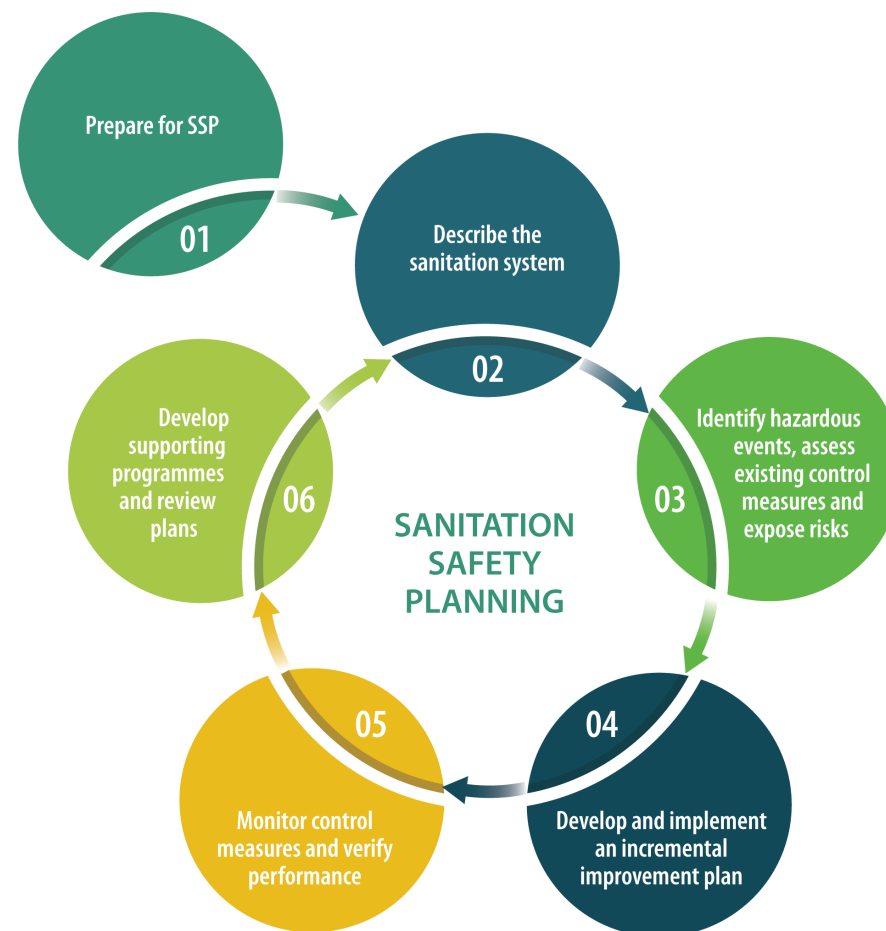 Prepare for SSP
01
Describe the
sanitation system
02
Identify hazardous
events, assess
existing control
measures and
expose risks
03
04
Develop and implement
an incremental
improvement plan
05
Monitor control
measures and verify
performance
Develop
supporting
programmes
and review
plans
06
SANITATION
SAFETY
PLANNING